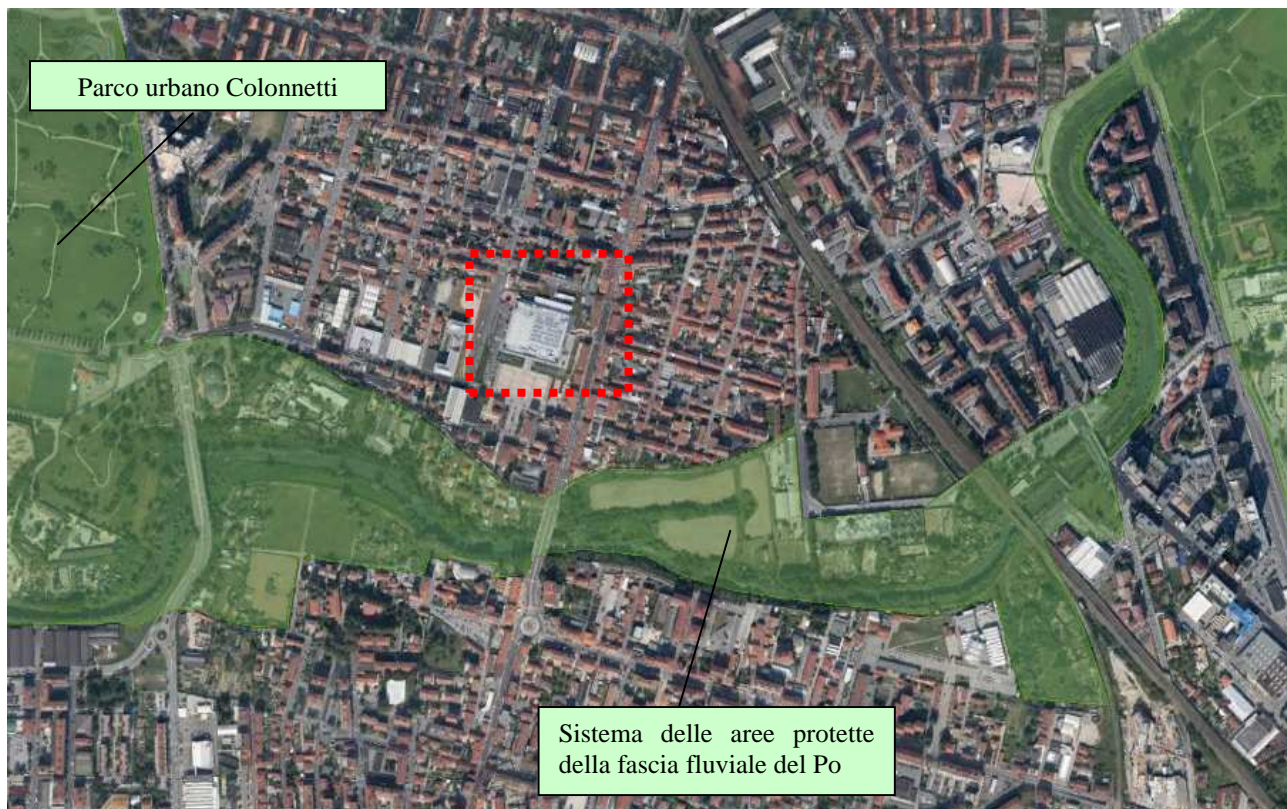 Parco urbano Colonnetti
Sistema delle aree protette
della fascia fluviale del Po